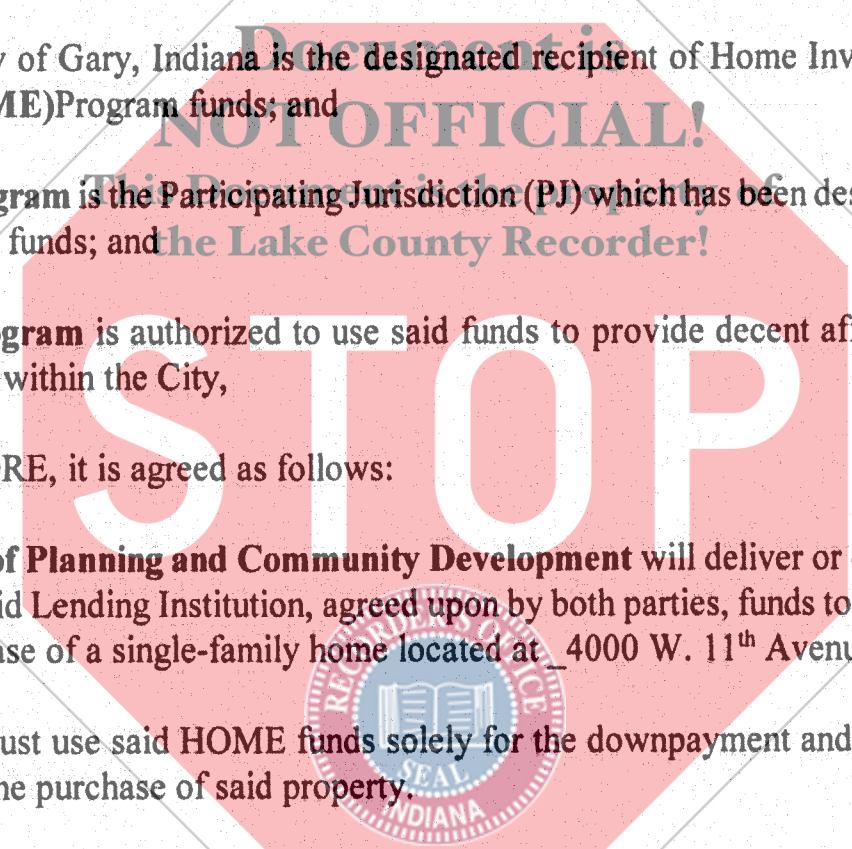 Document is
y of Gary, Indiana is the designated recipient of Home Inv
ME)Program funds; and
NOT OFFICIAL!
gram is the Participating Jurisdiction (PJ) which has been des
This Document is the property of
funds; and
the Lake County Recorder!
ogram is authorized to use said funds to provide decent af
within the City,
STOP
RE, it is agreed as follows:
of Planning and Community Development will deliver or
id Lending Institution, agreed upon by both parties, funds to
ase of a single-family home located at _4000 W. 11th Avenu
ust use said HOME funds solely for the downpayment and
he purchase of said property.
RECORDER'S OFFICE
SEAL
INDIANA